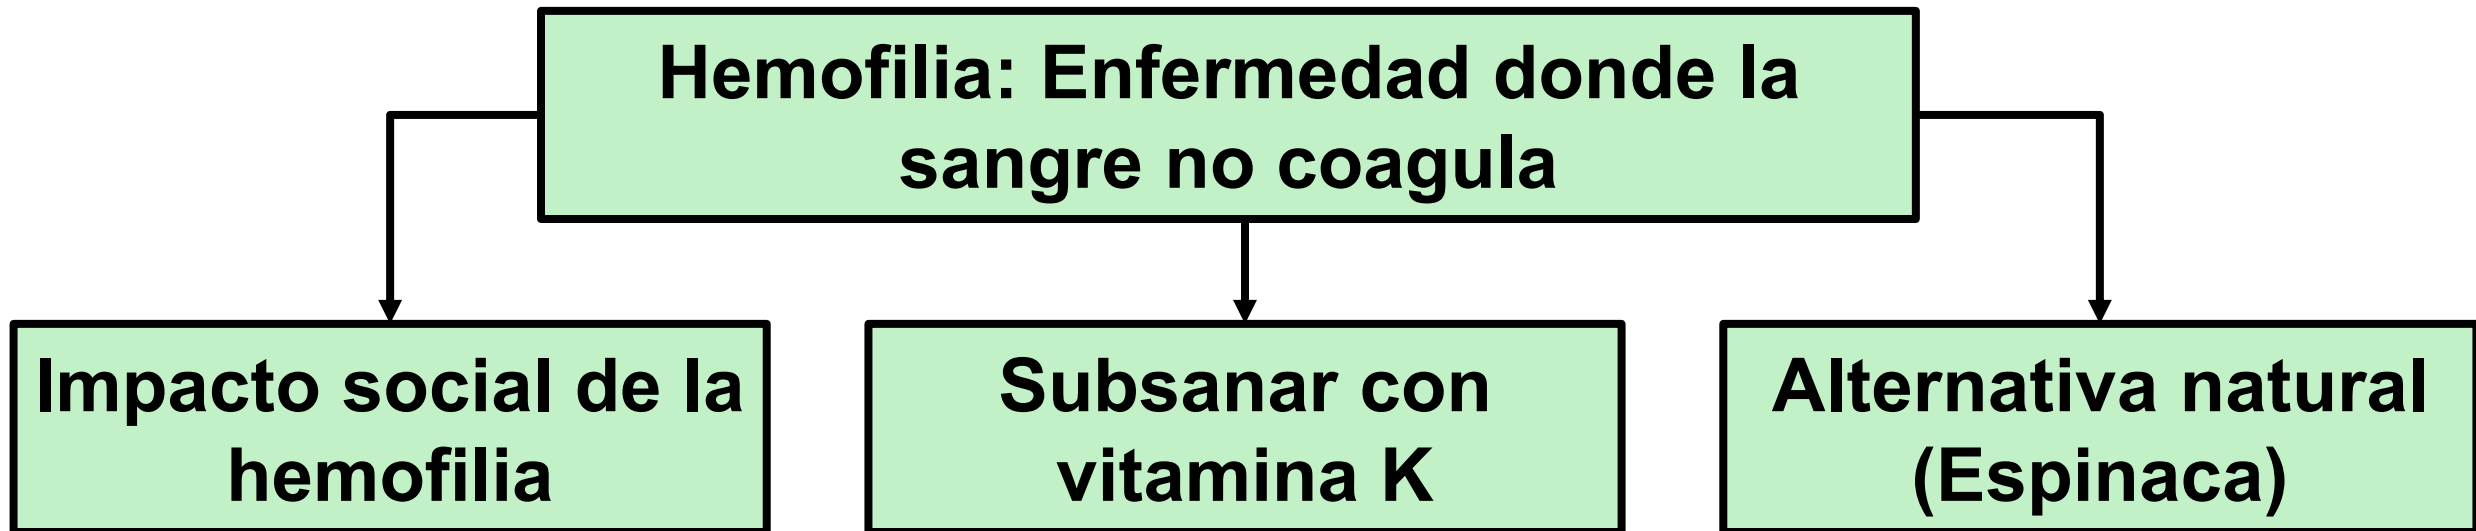 Hemofilia: Enfermedad donde la
sangre no coagula
Impacto social de la
hemofilia
Subsanar con
vitamina K
Alternativa natural
(Espinaca)